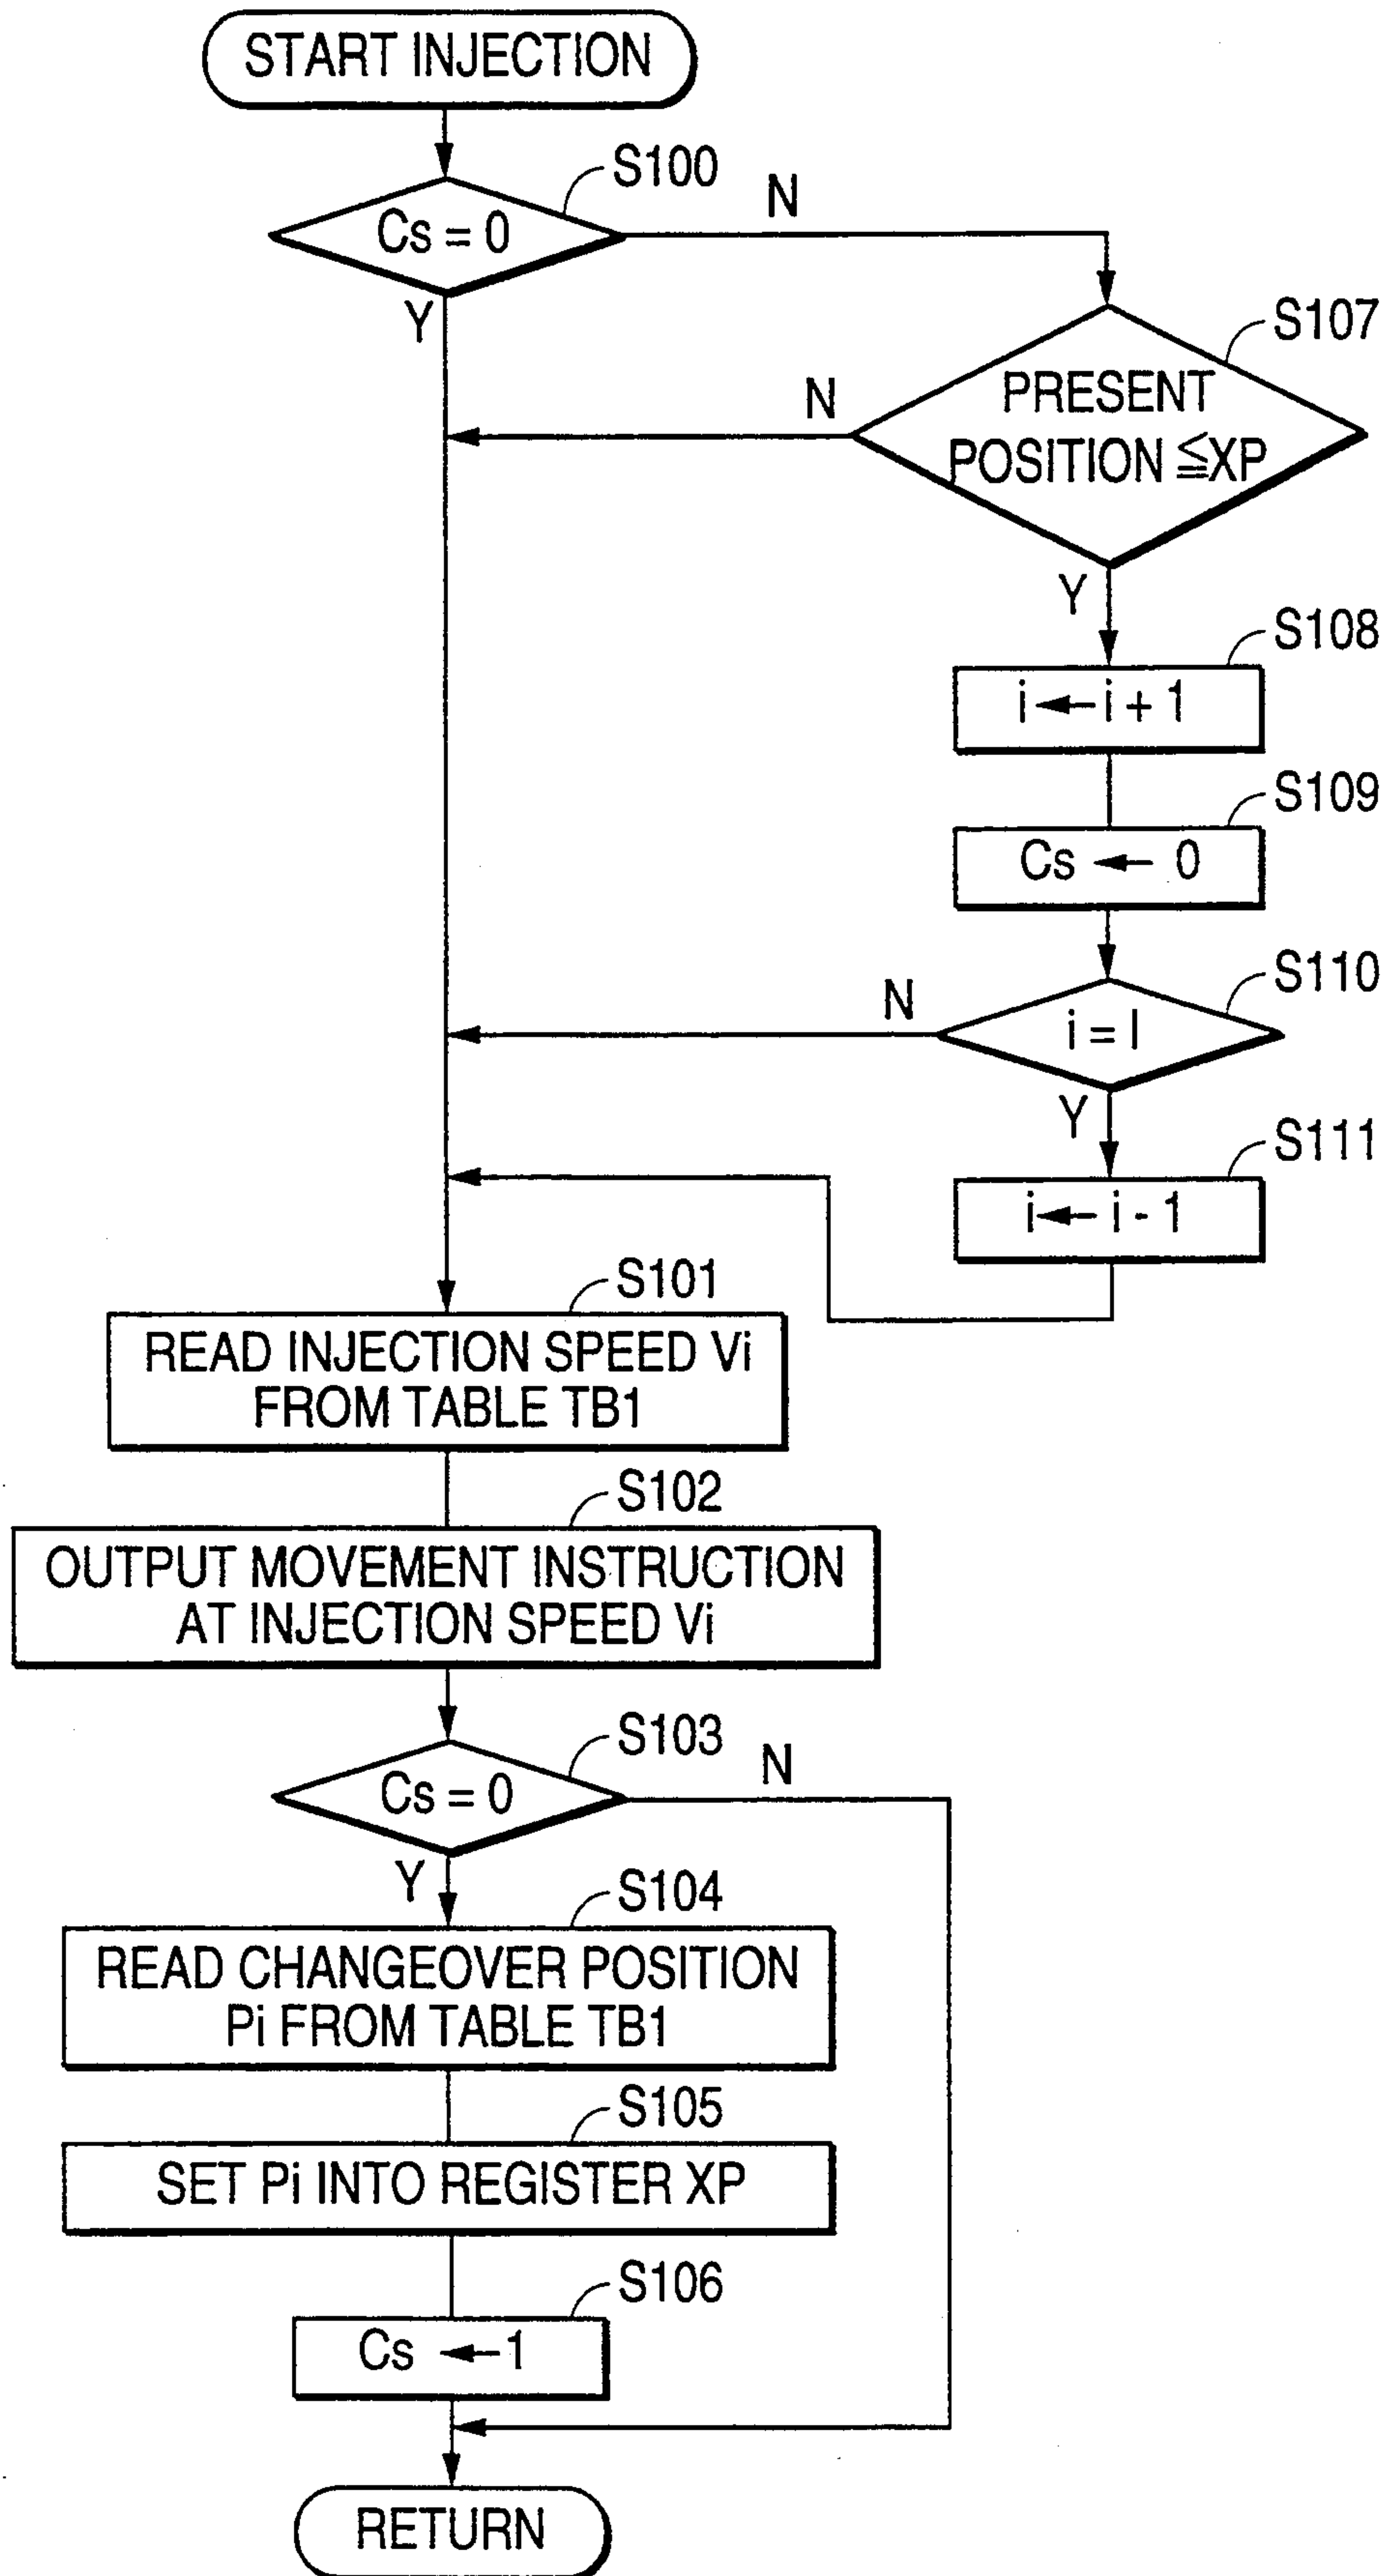 START INJECTION
S100
Cs = 0
N
Y
S107
PRESENT
POSITION ≦XP
N
Y
S108
i ← i + 1
S109
Cs ← 0
S110
i = I
N
Y
S111
i ← i - 1
S101
READ INJECTION SPEED Vi
FROM TABLE TB1
S102
OUTPUT MOVEMENT INSTRUCTION
AT INJECTION SPEED Vi
S103
Cs = 0
N
Y
S104
READ CHANGEOVER POSITION
Pi FROM TABLE TB1
S105
SET Pi INTO REGISTER XP
S106
Cs ← 1
RETURN